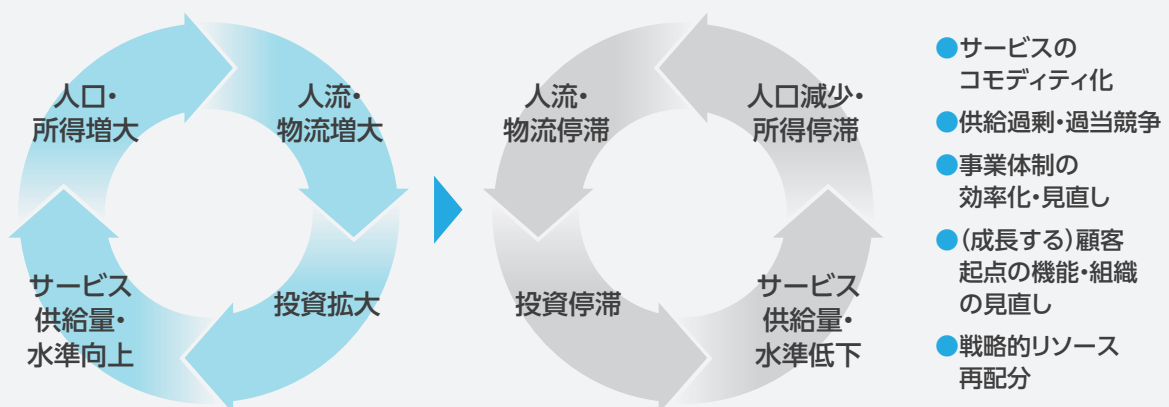 人口・
所得増大
人流・
物流増大
サービス
供給量・
水準向上
投資拡大
人流・
物流停滞
人口減少・
所得停滞
投資停滞
サービス
供給量・
水準低下
●サービスの
コモディティ化
●供給過剰・過当競争
●事業体制の
効率化・見直し
●(成長する)顧客
起点の機能・組織
の見直し
●戦略的リソース
再配分